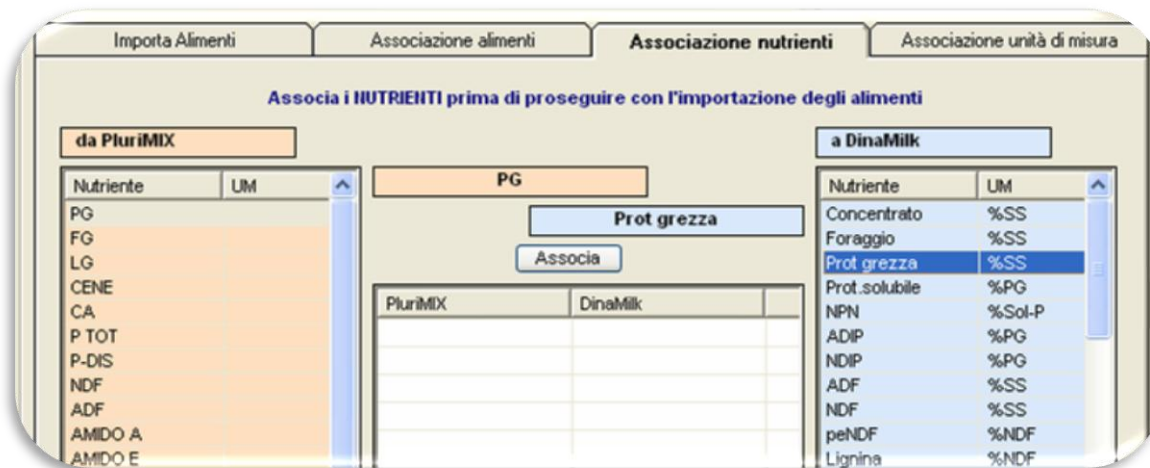 Importa Alimenti
Associazione alimenti
Associazione nutrienti
Associazione unità di misura
Associa i NUTRIENTI prima di proseguire con l'importazione degli alimenti
da PluriMIX
Nutriente UM
PG
FG
LG
CENE
CA
P TOT
P-DIS
NDF
ADF
AMIDO A
AMIDO E
PG
Prot grezza
Associa
PluriMIX DinaMilk
a DinaMilk
Nutriente UM
Concentrato %SS
Foraggio %SS
Prot grezza %SS
Prot.solubile %PG
NPN %Sol-P
ADIP %PG
NDIP %PG
ADF %SS
NDF %SS
peNDF %NDF
Lignina %NDF